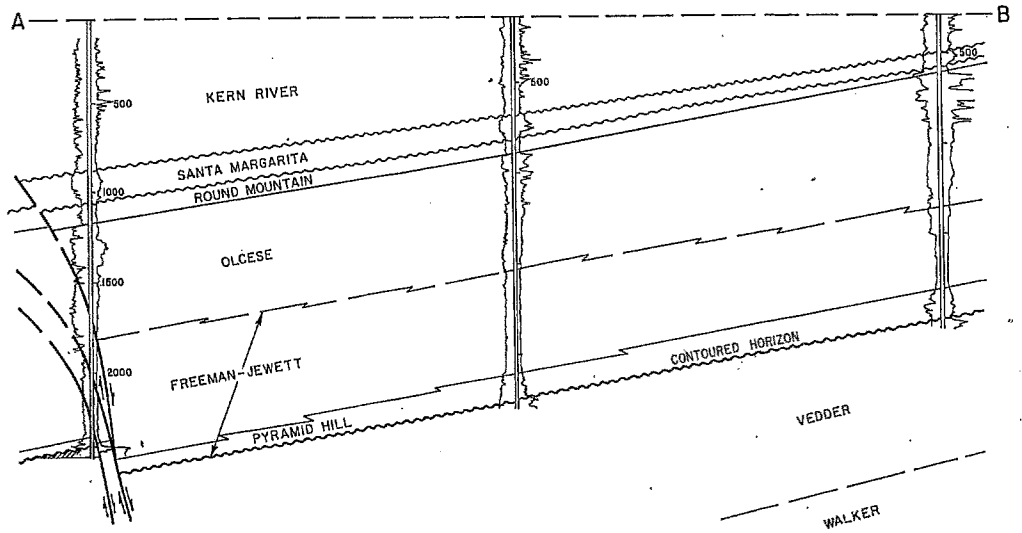 A
B
500
500
500
KERN RIVER
SANTA MARGARITA
1000
ROUND MOUNTAIN
OLCESE
1500
2000
FREEMAN-JEWETT
CONTOURED HORIZON
PYRAMID HILL
VEDDER
WALKER